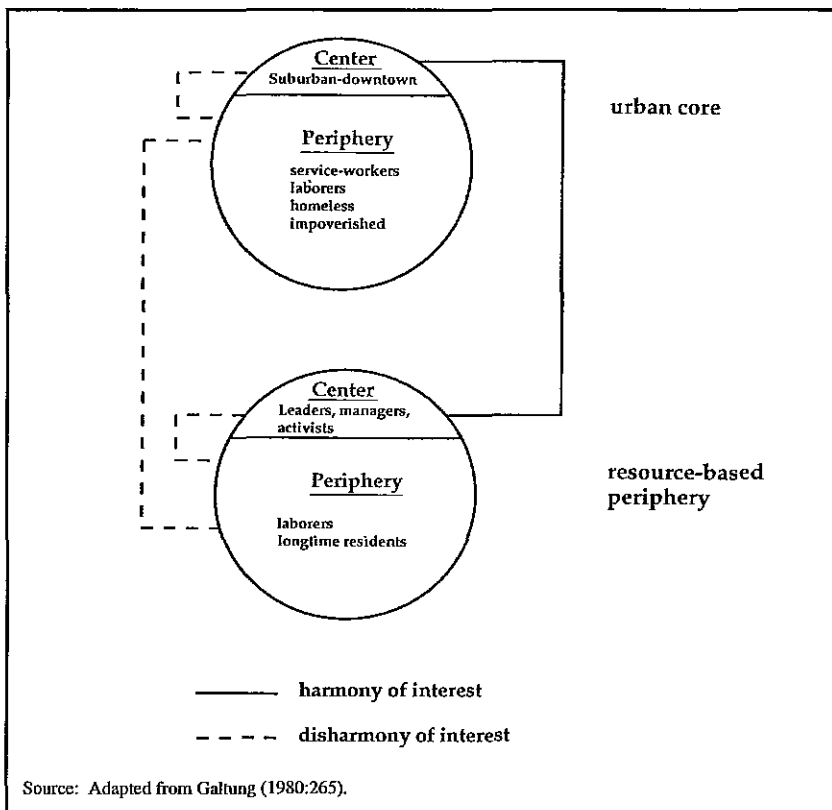 Center
Suburban-downtown
urban core
Periphery
service-workers
laborers
homeless
impoverished
Center
Leaders, managers,
activists
Periphery
resource-based
periphery
laborers
longtime residents
harmony of interest
disharmony of interest
Source: Adapted from Galtung (1980:265).